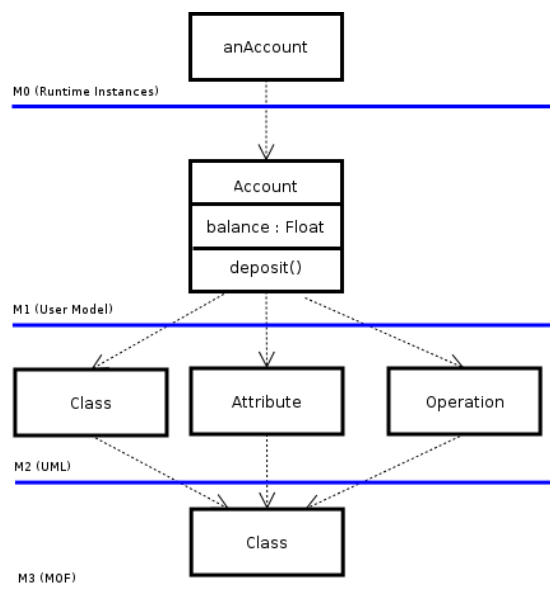 anAccount
M0 (Runtime Instances)
Account
balance : Float
deposit()
M1 (User Model)
Class
Attribute
Operation
M2 (UML)
Class
M3 (MOF)